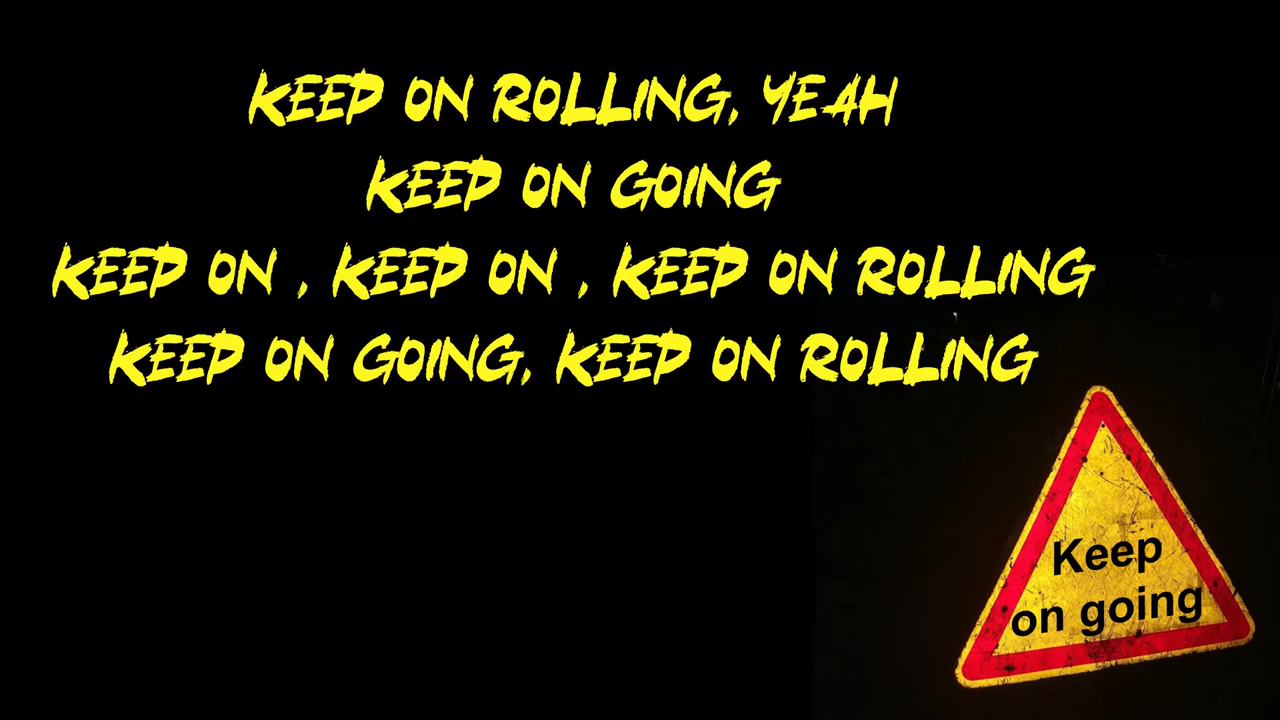 KEEP ON ROLLING, YEAH
KEEP ON GOING
KEEP ON , KEEP ON , KEEP ON ROLLING
KEEP ON GOING, KEEP ON ROLLING
Keep
on going